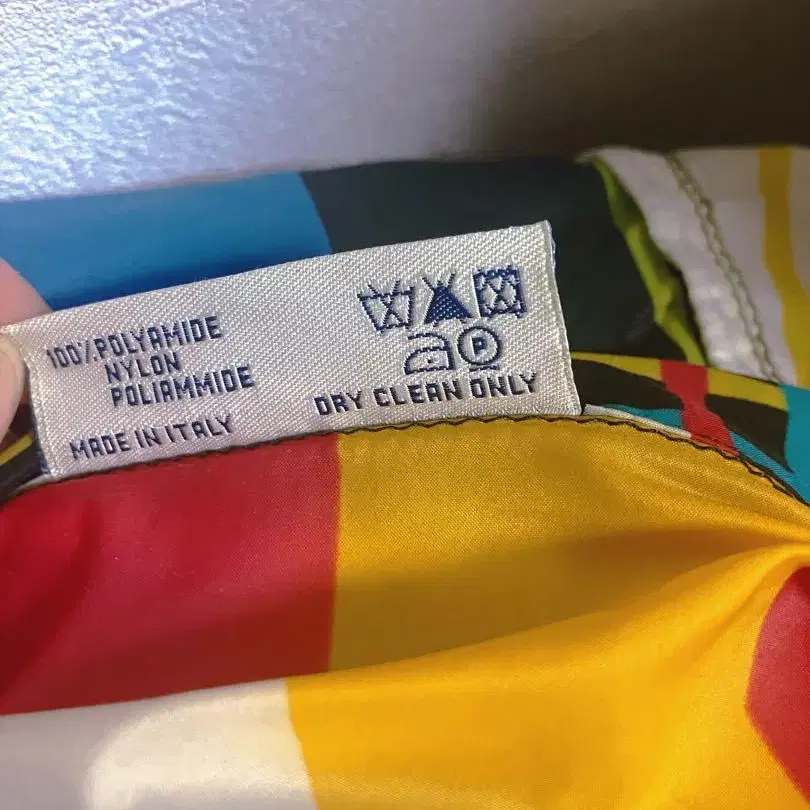 100% POLYAMIDE
NYLON
POLIAMMIDE
MADE IN ITALY
P
DRY CLEAN ONLY